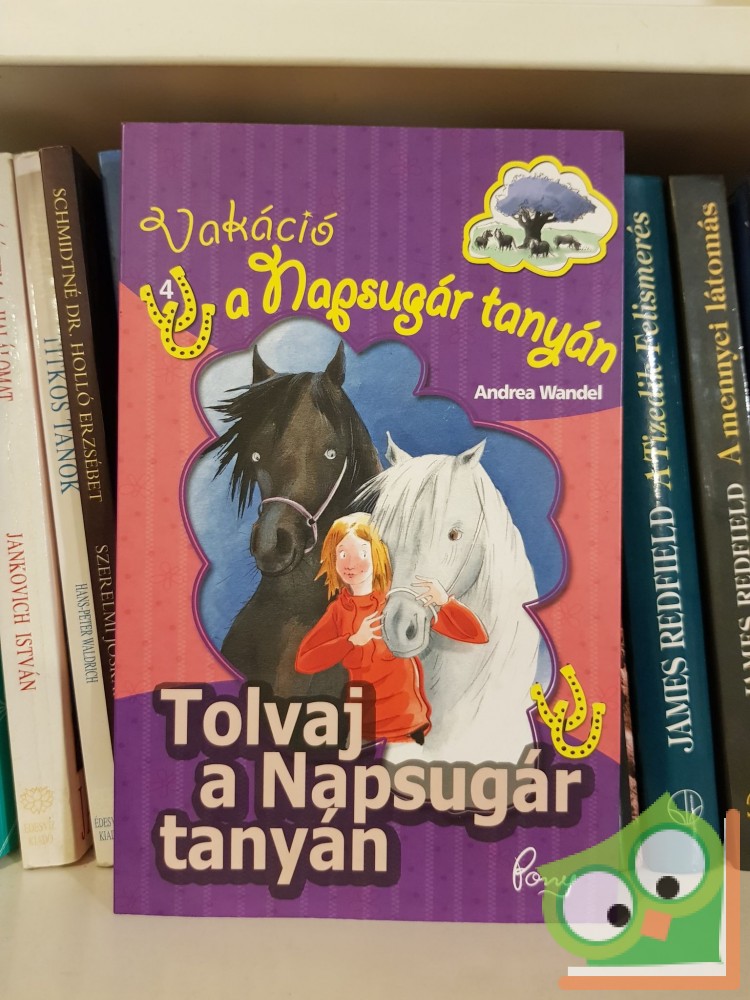 Vakáció
4
a Napsugár tanyán
Andrea Wandel
Tolvaj
a Napsugár
tanyán
Pony
JANKOVICH ISTVÁN
TITKOS TANOK
HANS-PETER WALDRICH
SCHMIDTNÉ DR. HOLLÓ ERZSÉBET
JAMES REDFIELD A Tizedik Felismerés
JAMES REDFIELD A mennyei látomás